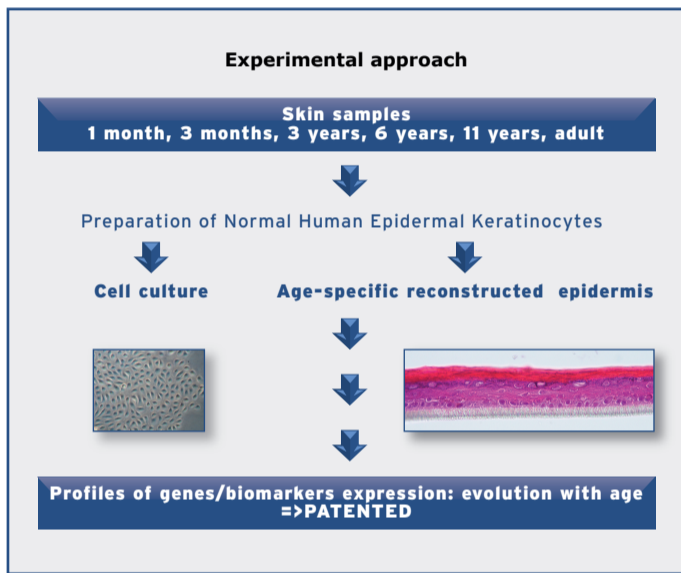 Experimental approach
Skin samples
1 month, 3 months, 3 years, 6 years, 11 years, adult
Preparation of Normal Human Epidermal Keratinocytes
Cell culture
Age-specific reconstructed epidermis
Profiles of genes/biomarkers expression: evolution with age
=>PATENTED